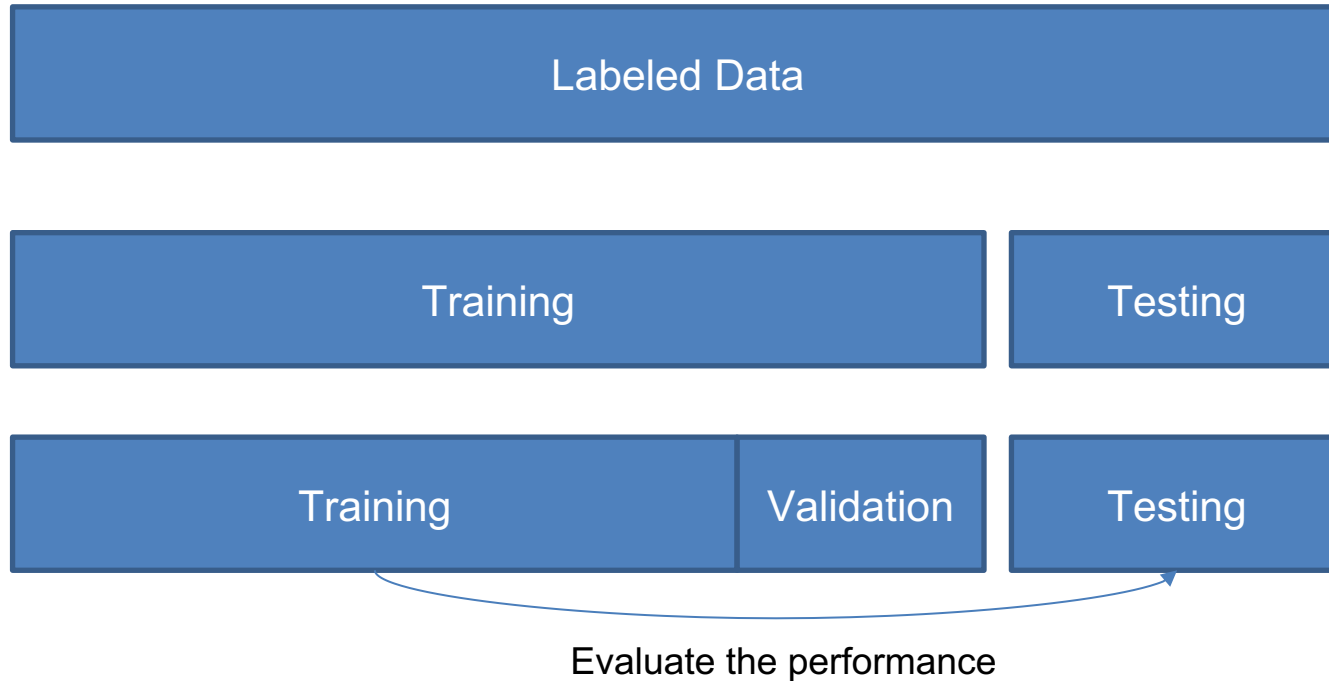 Labeled Data
Training
Testing
Training
Validation
Testing
Evaluate the performance